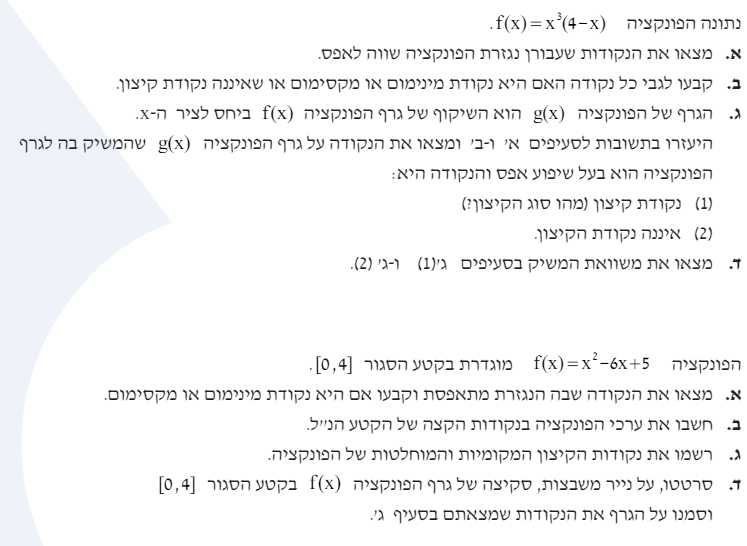 נתונה הפונקציה f(x)=x³(4−x).
א. מצאו את הנקודות שעבורן נגזרת הפונקציה שווה לאפס.
ב. קבעו לגבי כל נקודה האם היא נקודת מינימום או מקסימום או שאיננה נקודת קיצון.
ג. הגרף של הפונקציה g(x) הוא השיקוף של גרף הפונקציה f(x) ביחס לציר ה-x.
היעזרו בתשובות לסעיפים א׳ ו-ב׳ ומצאו את הנקודה על גרף הפונקציה g(x) שהמשיק בה לגרף
הפונקציה הוא בעל שיפוע אפס והנקודה היא:
(1) נקודת קיצון (מהו סוג הקיצון?)
(2) איננה נקודת הקיצון.
ד. מצאו את משוואת המשיק בסעיפים ג׳(1) ו-ג׳ (2).
הפונקציה f(x)=x²−6x+5 מוגדרת בקטע הסגור [0,4].
א. מצאו את הנקודה שבה הנגזרת מתאפסת וקבעו אם היא נקודת מינימום או מקסימום.
ב. חשבו את ערכי הפונקציה בנקודות הקצה של הקטע הנ״ל.
ג. רשמו את נקודות הקיצון המקומיות והמוחלטות של הפונקציה.
ד. סרטטו, על נייר משבצות, סקיצה של גרף הפונקציה f(x) בקטע הסגור [0,4]
וסמנו על הגרף את הנקודות שמצאתם בסעיף ג׳.